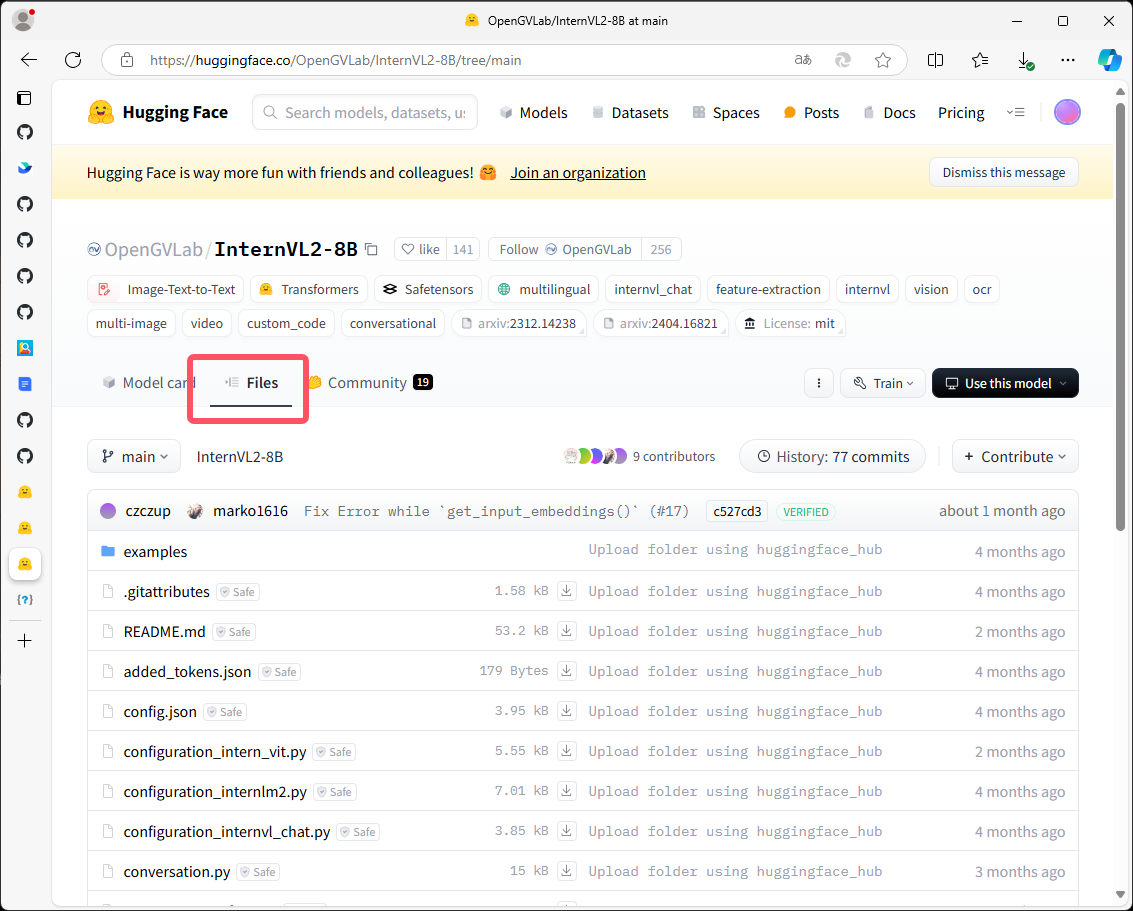 OpenGVLab/InternVL2-8B at main
https://huggingface.co/OpenGVLab/InternVL2-8B/tree/main
Hugging Face Search models, datasets, us Models Datasets Spaces Posts Docs Pricing
Hugging Face is way more fun with friends and colleagues! 🤗 Join an organization Dismiss this message
OpenGVLab/InternVL2-8B like 141 Follow OpenGVLab 256
Image-Text-to-Text Transformers Safetensors multilingual internvl_chat feature-extraction internvl vision ocr
multi-image video custom_code conversational arxiv:2312.14238 arxiv:2404.16821 License: mit
Model card Files Community 19 Train Use this model
main InternVL2-8B 9 contributors History: 77 commits + Contribute
czczup marko1616 Fix Error while `get_input_embeddings()` (#17) c527cd3 VERIFIED about 1 month ago
examples Upload folder using huggingface_hub 4 months ago
.gitattributes Safe 1.58 kB Upload folder using huggingface_hub 4 months ago
README.md Safe 53.2 kB Upload folder using huggingface_hub 2 months ago
added_tokens.json Safe 179 Bytes Upload folder using huggingface_hub 4 months ago
config.json Safe 3.95 kB Upload folder using huggingface_hub 4 months ago
configuration_intern_vit.py Safe 5.55 kB Upload folder using huggingface_hub 2 months ago
configuration_internlm2.py Safe 7.01 kB Upload folder using huggingface_hub 4 months ago
configuration_internvl_chat.py Safe 3.85 kB Upload folder using huggingface_hub 4 months ago
conversation.py Safe 15 kB Upload folder using huggingface_hub 3 months ago